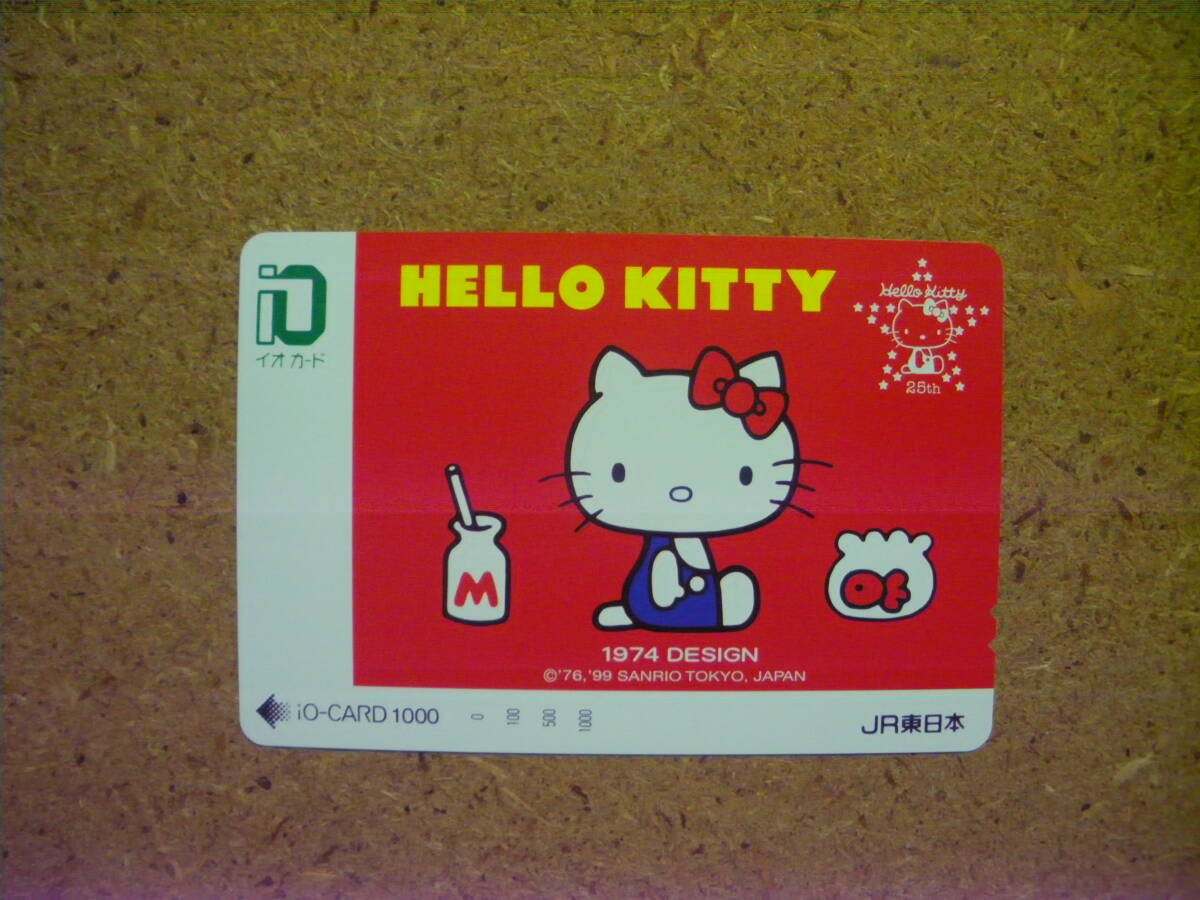 iO
イオカード
HELLO KITTY
Hello Kitty
25th
M
1974 DESIGN
©'76,'99 SANRIO TOKYO, JAPAN
iO-CARD 1000
0 100 500 1000
JR東日本